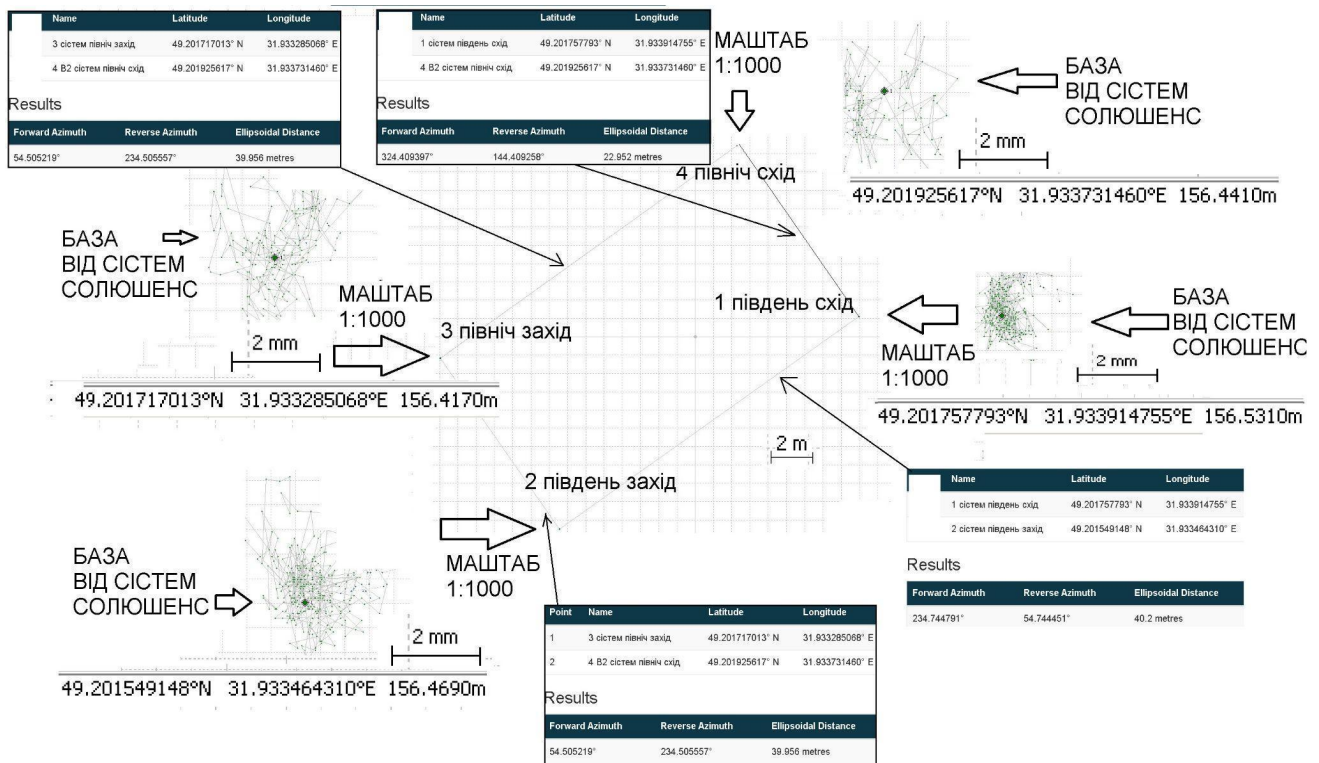 Name Latitude Longitude
3 сістем північ захід 49.201717013° N 31.933285068° E
4 B2 сістем північ схід 49.201925617° N 31.933731460° E
Results
Forward Azimuth Reverse Azimuth Ellipsoidal Distance
54.505219° 234.505557° 39.956 metres
Name Latitude Longitude
1 сістем південь схід 49.201757793° N 31.933914755° E
4 B2 сістем північ схід 49.201925617° N 31.933731460° E
Results
Forward Azimuth Reverse Azimuth Ellipsoidal Distance
324.409397° 144.409258° 22.952 metres
МАШТАБ
1:1000
БАЗА
ВІД СІСТЕМ
СОЛЮШЕНС
2 mm
49.201925617°N 31.933731460°E 156.4410m
4 північ схід
БАЗА
ВІД СІСТЕМ
СОЛЮШЕНС
МАШТАБ
1:1000
2 mm
3 північ захід
49.201717013°N 31.933285068°E 156.4170m
1 південь схід
МАШТАБ
1:1000
БАЗА
ВІД СІСТЕМ
СОЛЮШЕНС
2 mm
49.201757793°N 31.933914755°E 156.5310m
2 m
2 південь захід
МАШТАБ
1:1000
БАЗА
ВІД СІСТЕМ
СОЛЮШЕНС
2 mm
49.201549148°N 31.933464310°E 156.4690m
Name Latitude Longitude
1 сістем південь схід 49.201757793° N 31.933914755° E
2 сістем південь захід 49.201549148° N 31.933464310° E
Results
Forward Azimuth Reverse Azimuth Ellipsoidal Distance
234.744791° 54.744451° 40.2 metres
Point Name Latitude Longitude
1 3 сістем північ захід 49.201717013° N 31.933285068° E
2 4 B2 сістем північ схід 49.201925617° N 31.933731460° E
Results
Forward Azimuth Reverse Azimuth Ellipsoidal Distance
54.505219° 234.505557° 39.956 metres